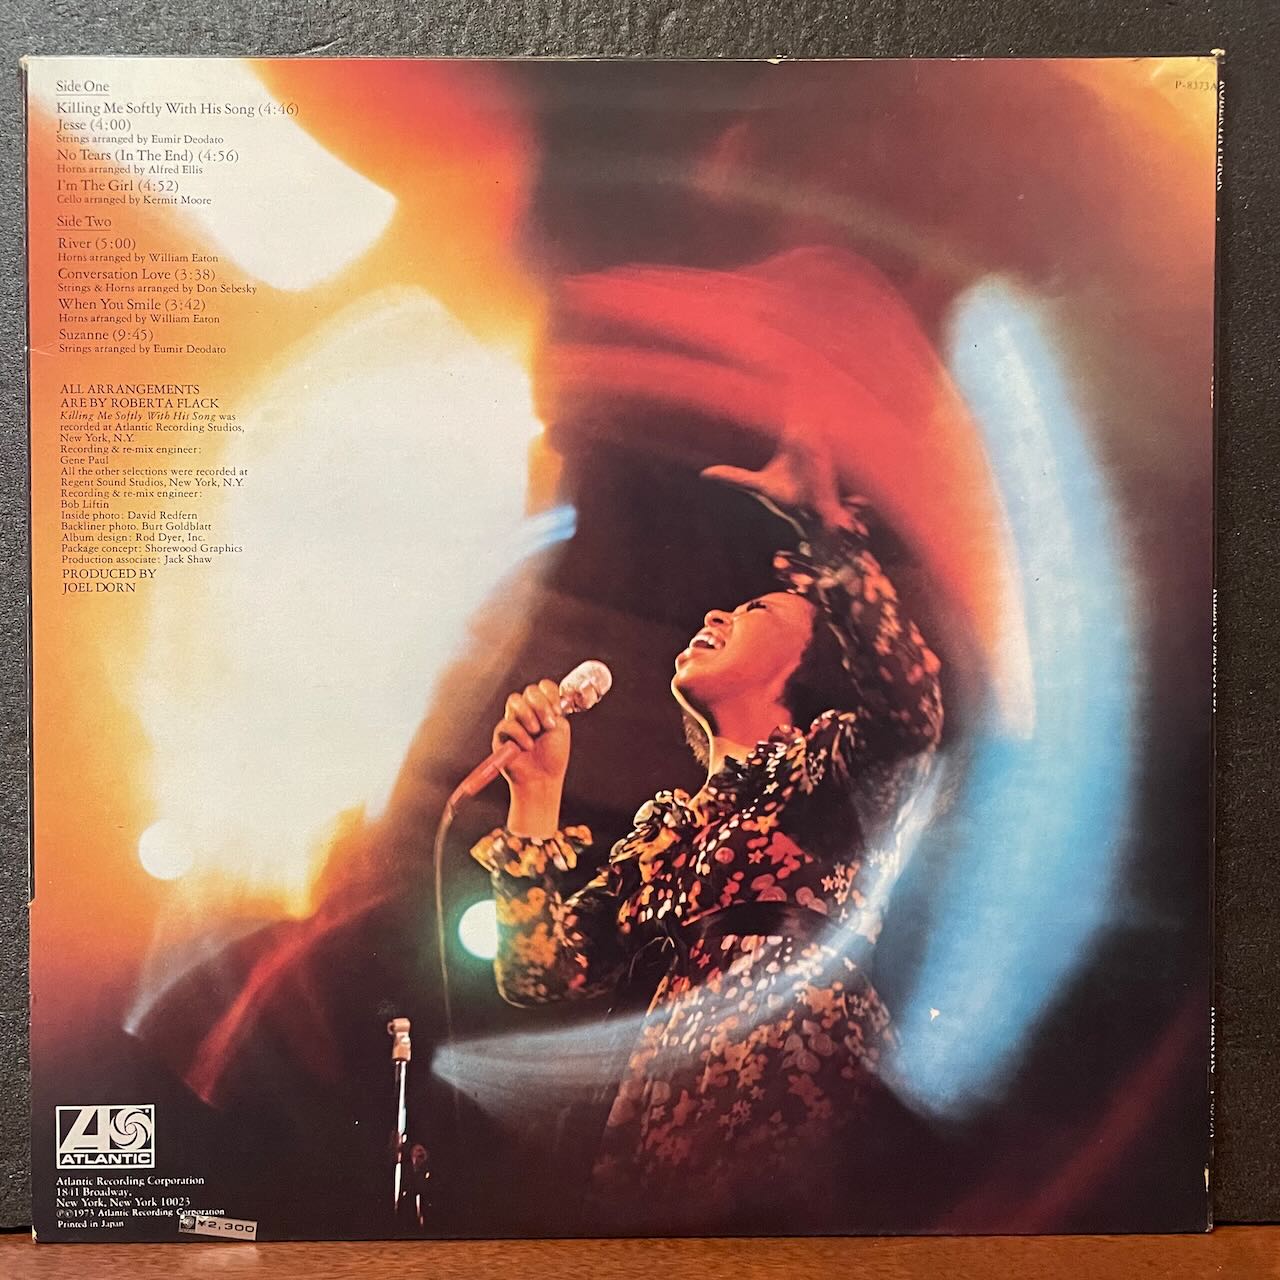 Side One
Killing Me Softly With His Song (4:46)
Jesse (4:00)
Strings arranged by Eumir Deodato
No Tears (In The End) (4:56)
Horns arranged by Alfred Ellis
I'm The Girl (4:52)
Cello arranged by Kermit Moore
Side Two
River (5:00)
Horns arranged by William Eaton
Conversation Love (3:38)
Strings & Horns arranged by Don Sebesky
When You Smile (3:42)
Horns arranged by William Eaton
Suzanne (9:45)
Strings arranged by Eumir Deodato
ALL ARRANGEMENTS
ARE BY ROBERTA FLACK
Killing Me Softly With His Song was
recorded at Atlantic Recording Studios,
New York, N.Y.
Recording & re-mix engineer:
Gene Paul
All the other selections were recorded at
Regent Sound Studios, New York, N.Y.
Recording & re-mix engineer:
Bob Liftin
Inside photo: David Redfern
Backliner photo. Burt Goldblatt
Album design: Rod Dyer, Inc.
Package concept: Shorewood Graphics
Production associate: Jack Shaw
PRODUCED BY
JOEL DORN
P-8373A
ATLANTIC
Atlantic Recording Corporation
1841 Broadway,
New York, New York 10023
℗©1973 Atlantic Recording Corporation
Printed in Japan
¥2,300